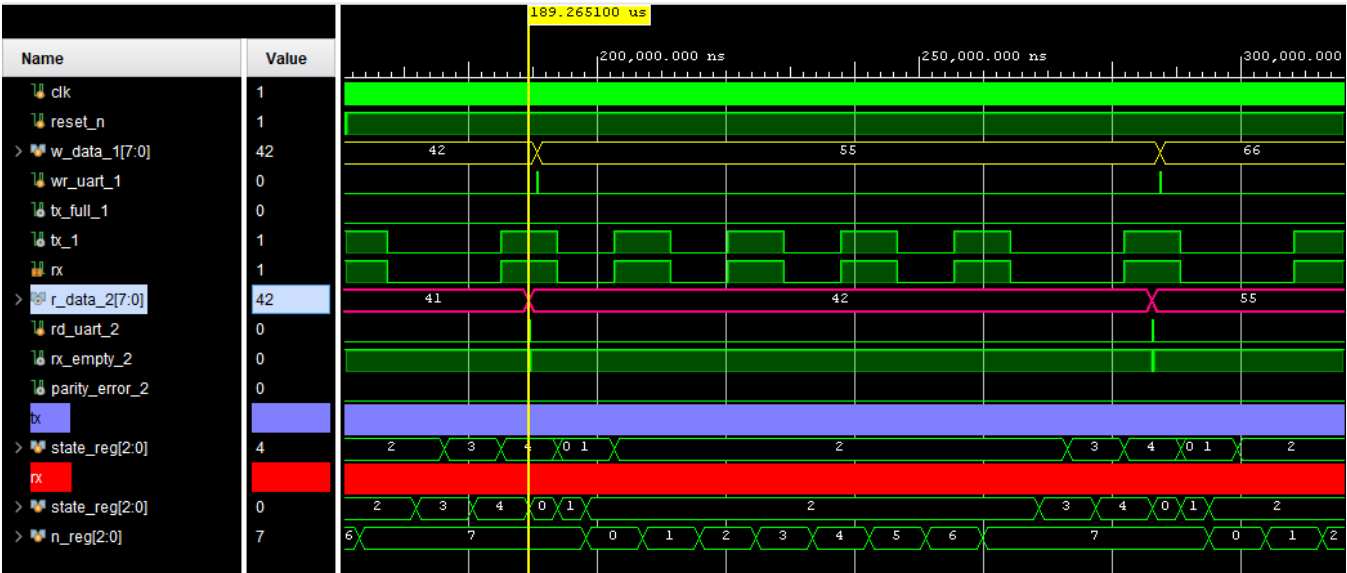 189.265100 us
Name Value
200,000.000 ns 250,000.000 ns 300,000.000
clk 1
reset_n 1
w_data_1[7:0] 42 42 55 66
wr_uart_1 0
tx_full_1 0
tx_1 1
rx 1
r_data_2[7:0] 42 41 42 55
rd_uart_2 0
rx_empty_2 0
parity_error_2 0
tx
state_reg[2:0] 4 2 3 4 0 1 2 3 4 0 1 2
rx
state_reg[2:0] 0 2 3 4 0 1 2 3 4 0 1 2
n_reg[2:0] 7 6 7 0 1 2 3 4 5 6 7 0 1 2